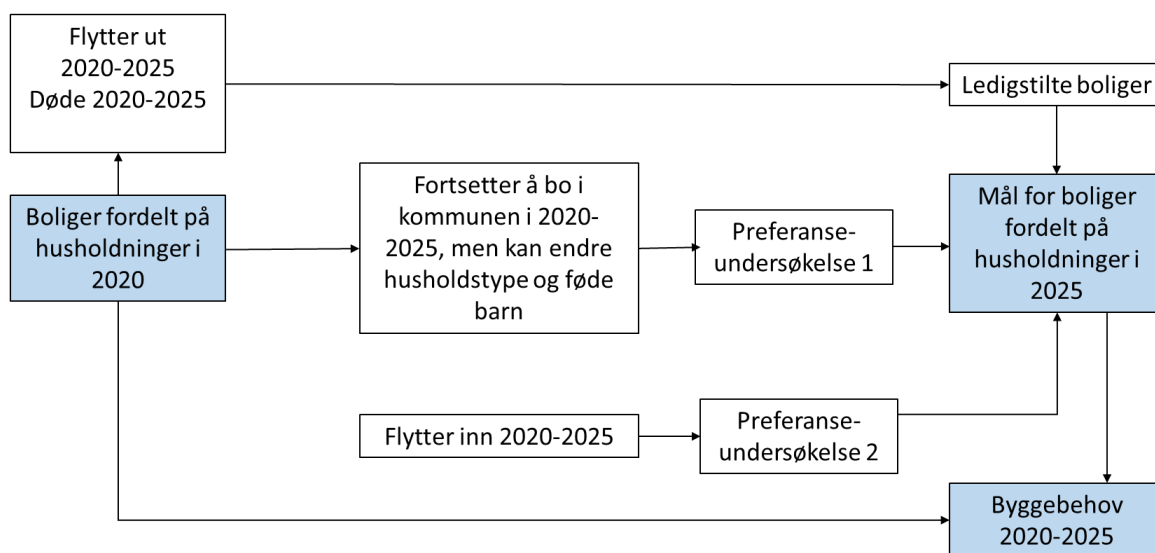 Flytter ut
2020-2025
Døde 2020-2025
Ledigstilte boliger
Boliger fordelt på
husholdninger i
2020
Fortsetter å bo i
kommunen i 2020-
2025, men kan endre
husholdstype og føde
barn
Preferanse-
undersøkelse 1
Mål for boliger
fordelt på
husholdninger i
2025
Flytter inn 2020-2025
Preferanse-
undersøkelse 2
Byggebehov
2020-2025